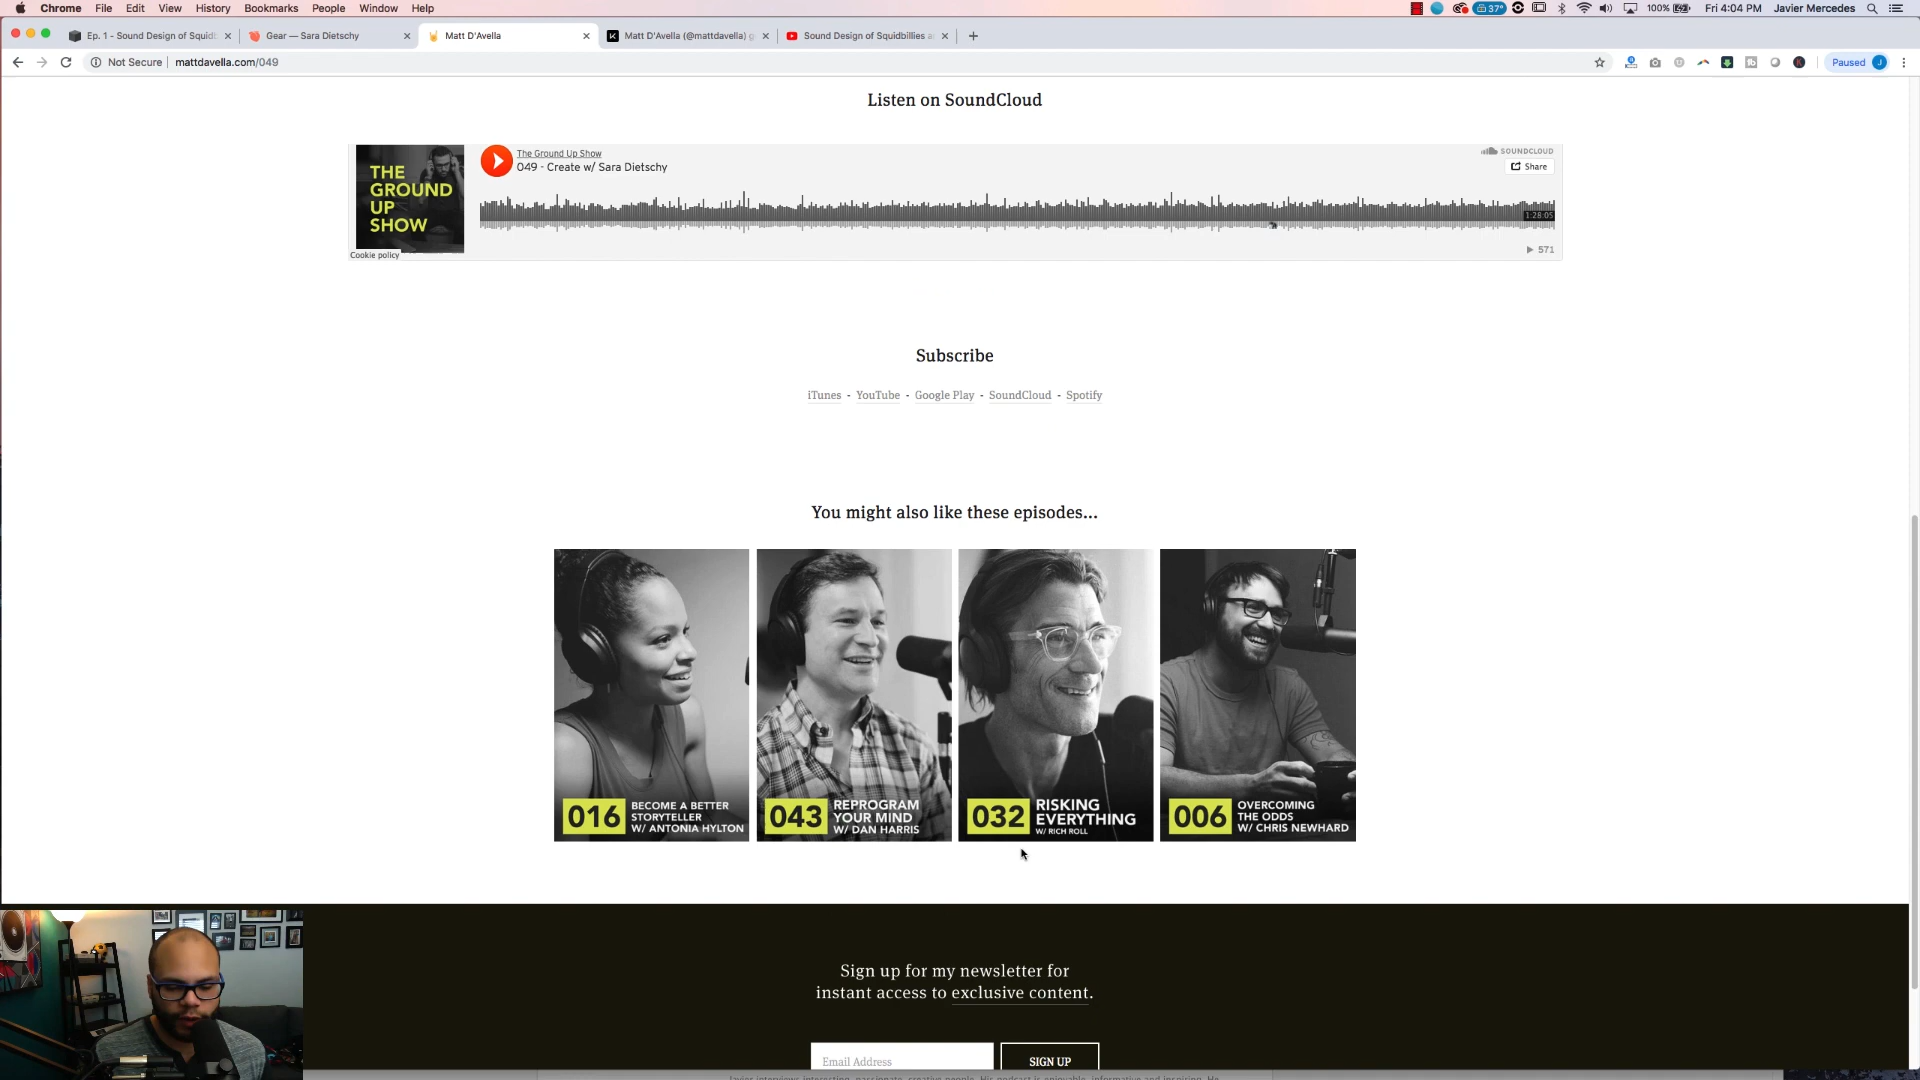 Chrome File Edit View History Bookmarks People Window Help
37° 100% Fri 4:04 PM Javier Mercedes
Ep. 1 - Sound Design of Squid
Gear — Sara Dietschy
Matt D'Avella
Matt D'Avella (@mattdavella) g
Sound Design of Squidbillies a
Not Secure mattdavella.com/049
Paused J
Listen on SoundCloud
THE
GROUND
UP
SHOW
Cookie policy
The Ground Up Show
049 - Create w/ Sara Dietschy
SOUNDCLOUD
Share
1:28:05
571
Subscribe
iTunes - YouTube - Google Play - SoundCloud - Spotify
You might also like these episodes...
016 BECOME A BETTER
STORYTELLER
W/ ANTONIA HYLTON
043 REPROGRAM
YOUR MIND
W/ DAN HARRIS
032 RISKING
EVERYTHING
W/ RICH ROLL
006 OVERCOMING
THE ODDS
W/ CHRIS NEWHARD
Sign up for my newsletter for
instant access to exclusive content.
Email Address
SIGN UP